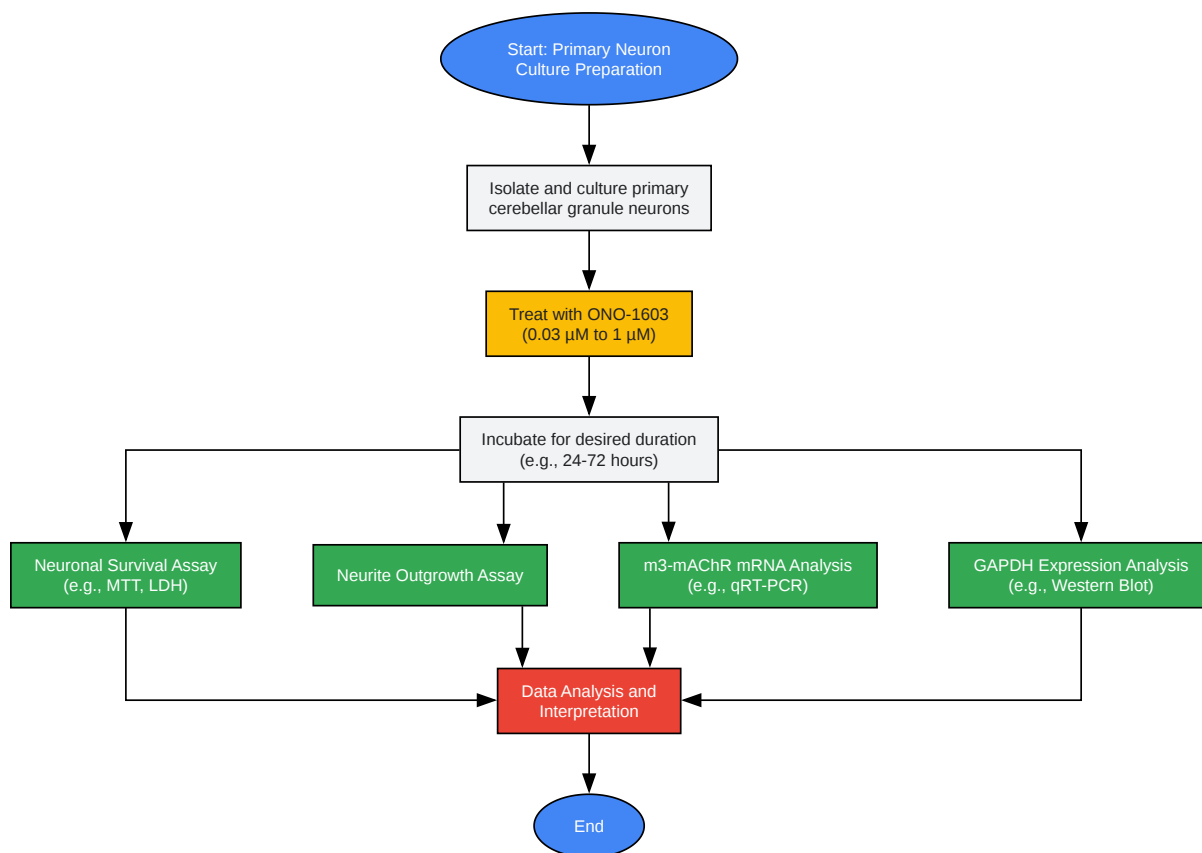 Start: Primary Neuron
Culture Preparation
Isolate and culture primary
cerebellar granule neurons
Treat with ONO-1603
(0.03 µM to 1 µM)
Incubate for desired duration
(e.g., 24-72 hours)
Neuronal Survival Assay
(e.g., MTT, LDH)
Neurite Outgrowth Assay
m3-mAChR mRNA Analysis
(e.g., qRT-PCR)
GAPDH Expression Analysis
(e.g., Western Blot)
Data Analysis and
Interpretation
End